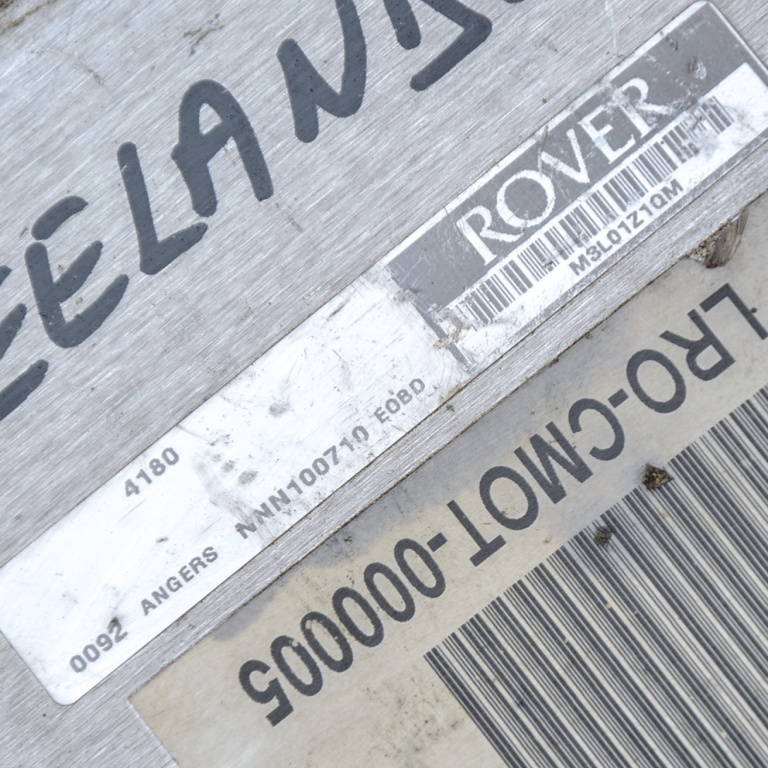 EELAND
ROVER
M3L01Z1QM
4180
0092 ANGERS NNN100710 EOBD
LRO-CMOT-000005